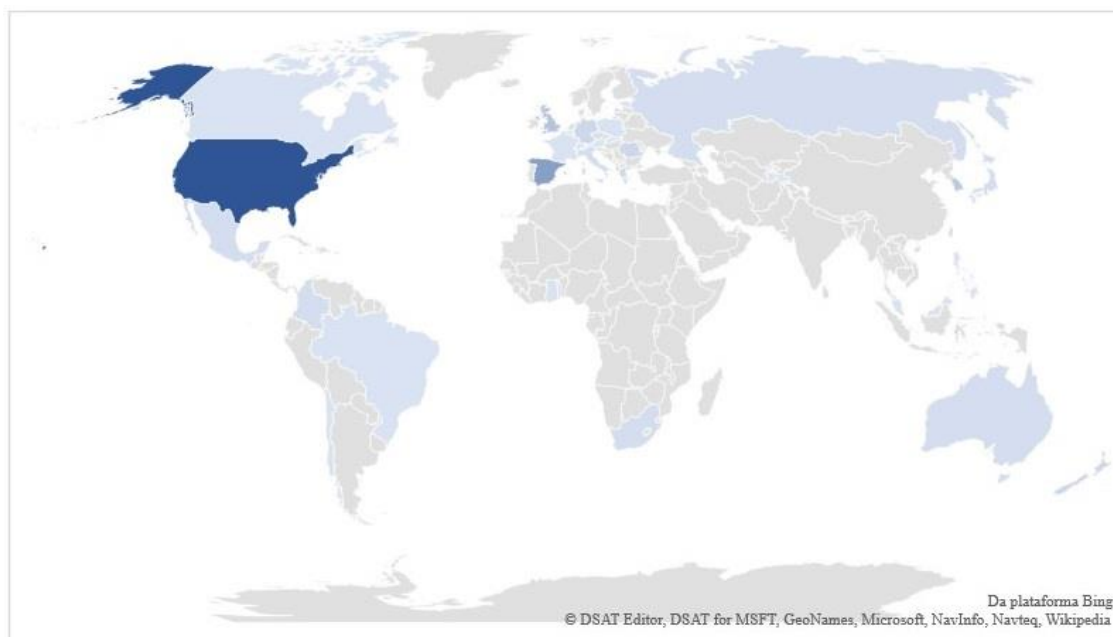 Da plataforma Bing
© DSAT Editor, DSAT for MSFT, GeoNames, Microsoft, NavInfo, Navteq, Wikipedia